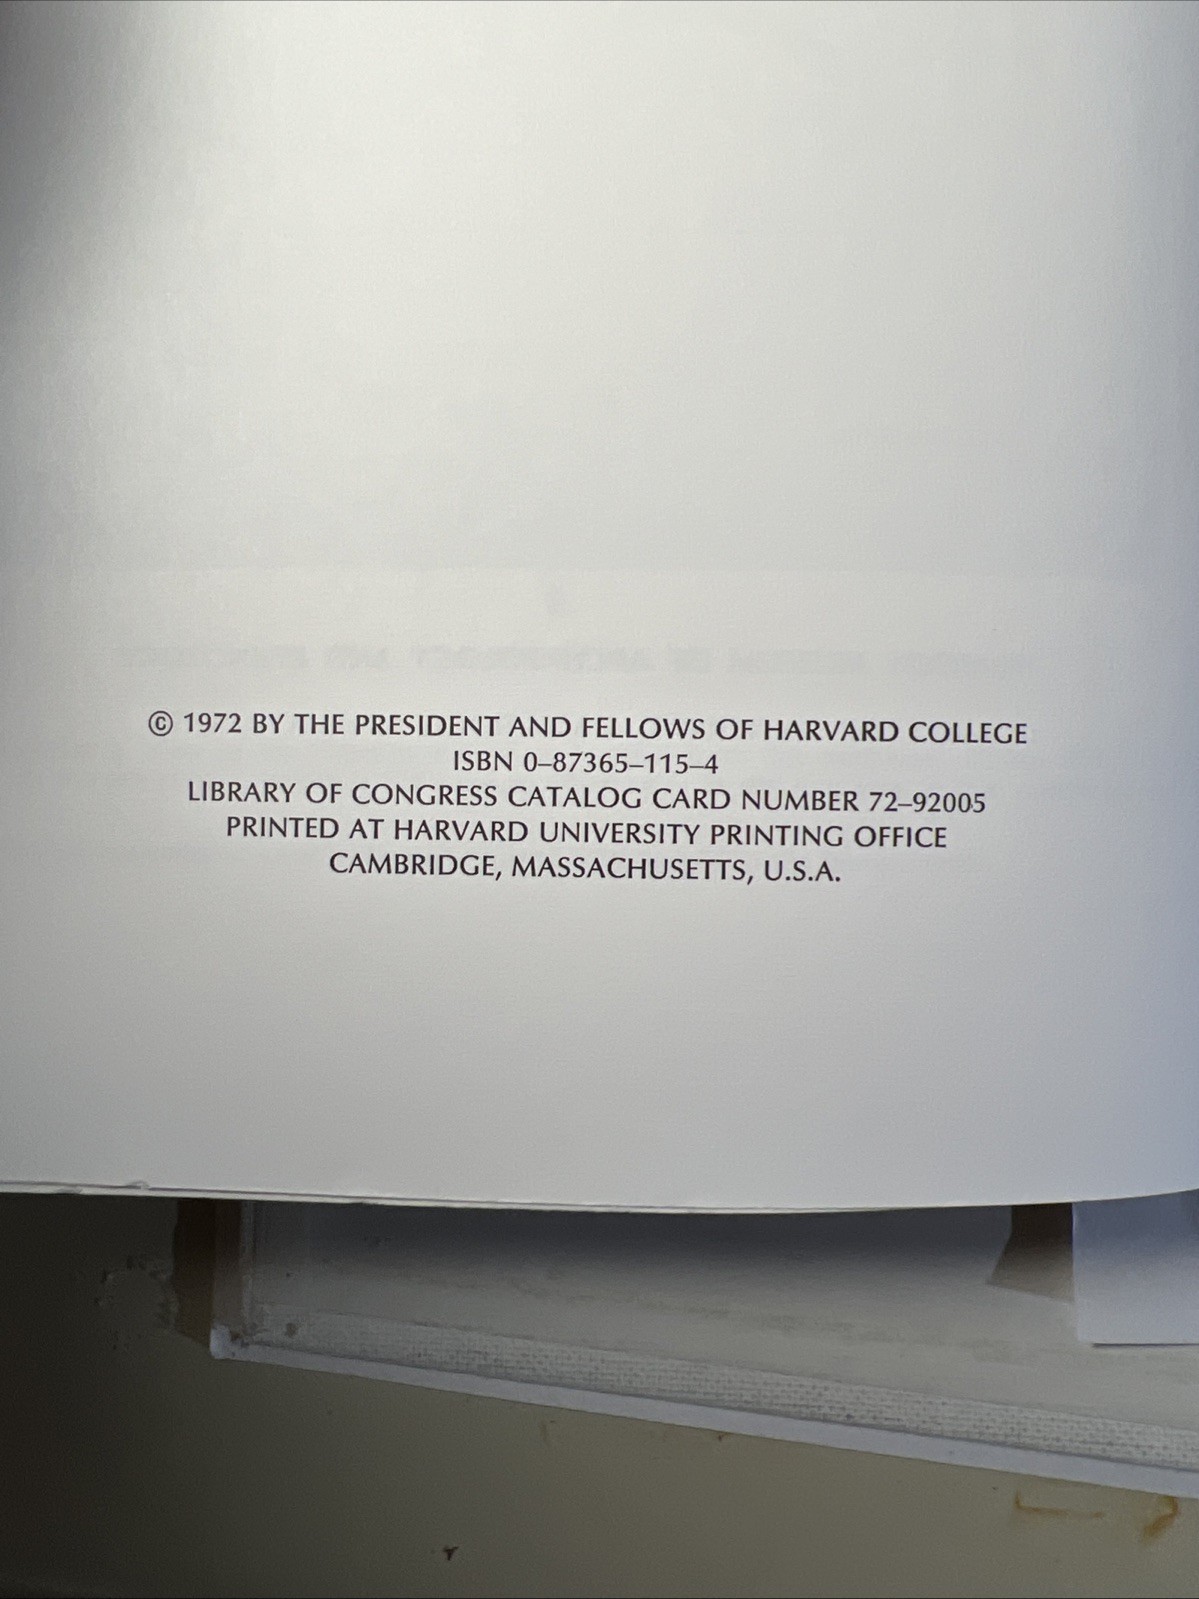 © 1972 BY THE PRESIDENT AND FELLOWS OF HARVARD COLLEGE
ISBN 0–87365–115–4
LIBRARY OF CONGRESS CATALOG CARD NUMBER 72–92005
PRINTED AT HARVARD UNIVERSITY PRINTING OFFICE
CAMBRIDGE, MASSACHUSETTS, U.S.A.